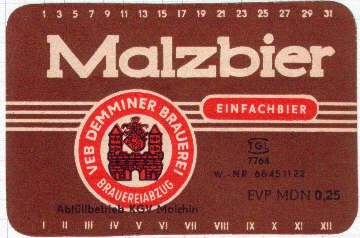 1 3 5 7 9 11 13 15 17 19 21 23 25 27 29 31
Malzbier
EINFACHBIER
VEB DEMMINER BRAUEREI
BRAUEREIABZUG
G
7764
W.-NR 66451122
EVP MDN 0,25
Abfüllbetrieb KGV Malchin
I II III IV V VI VII VIII IX X XI XII